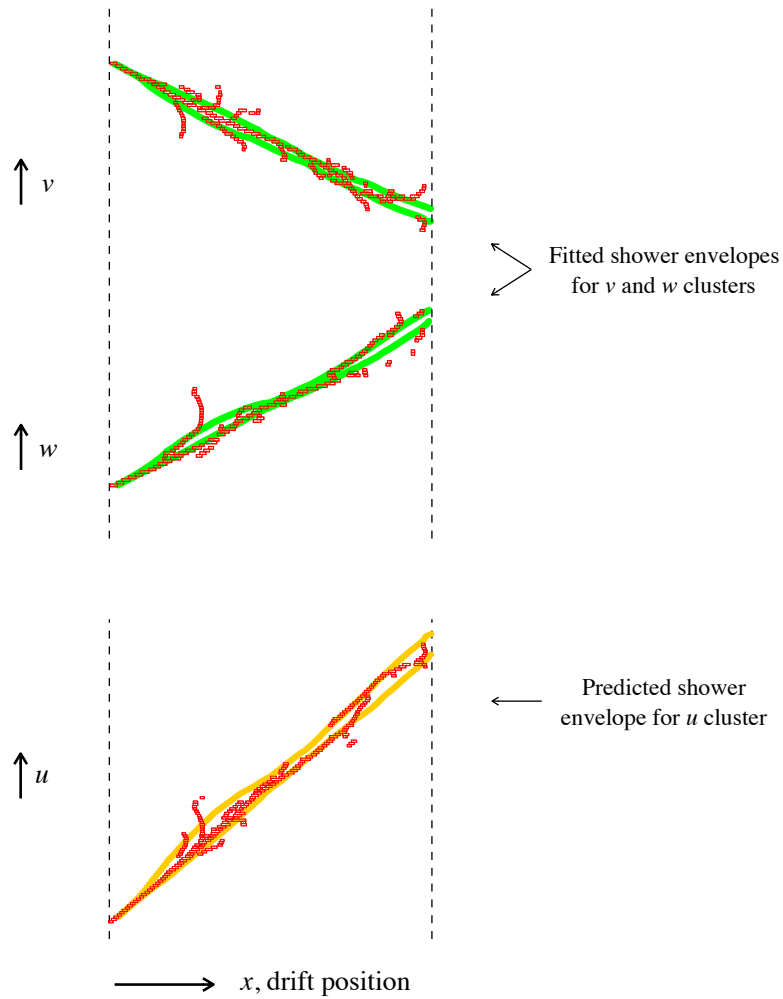 v
Fitted shower envelopes
for v and w clusters
w
Predicted shower
envelope for u cluster
u
x, drift position